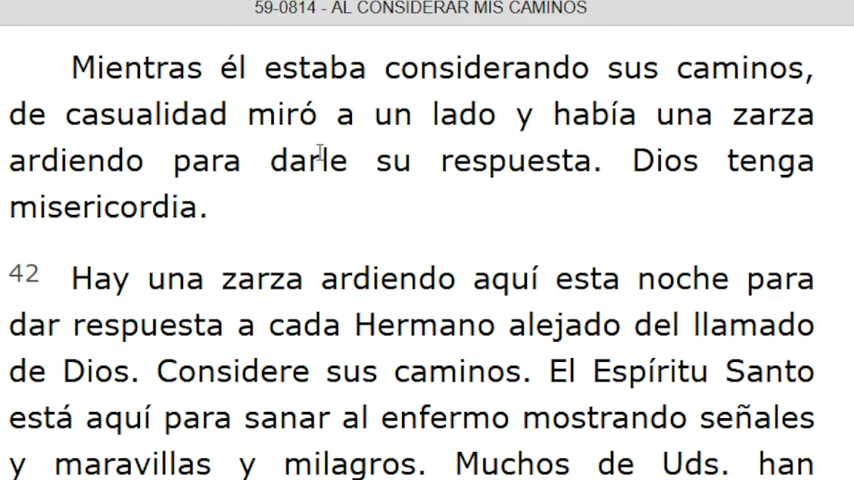 59-0814 - AL CONSIDERAR MIS CAMINOS
Mientras él estaba considerando sus caminos,
de casualidad miró a un lado y había una zarza
ardiendo para darle su respuesta. Dios tenga
misericordia.
42 Hay una zarza ardiendo aquí esta noche para
dar respuesta a cada Hermano alejado del llamado
de Dios. Considere sus caminos. El Espíritu Santo
está aquí para sanar al enfermo mostrando señales
y maravillas y milagros. Muchos de Uds. han